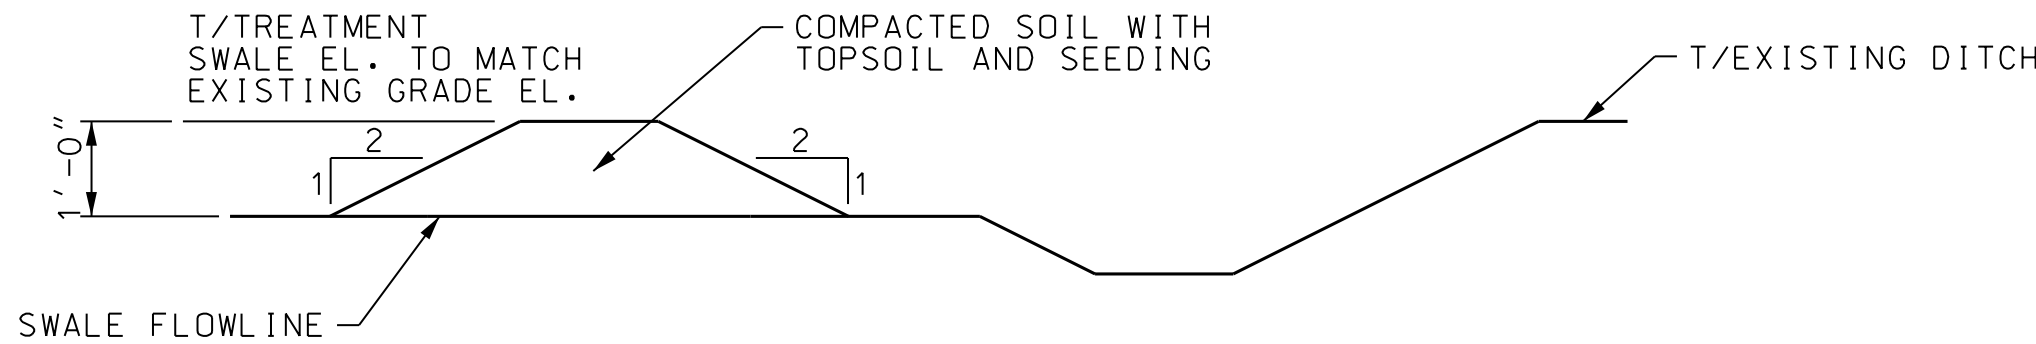 T/TREATMENT
SWALE EL. TO MATCH
EXISTING GRADE EL.
COMPACTED SOIL WITH
TOPSOIL AND SEEDING
T/EXISTING DITCH
1'-0"
2
1
2
1
SWALE FLOWLINE